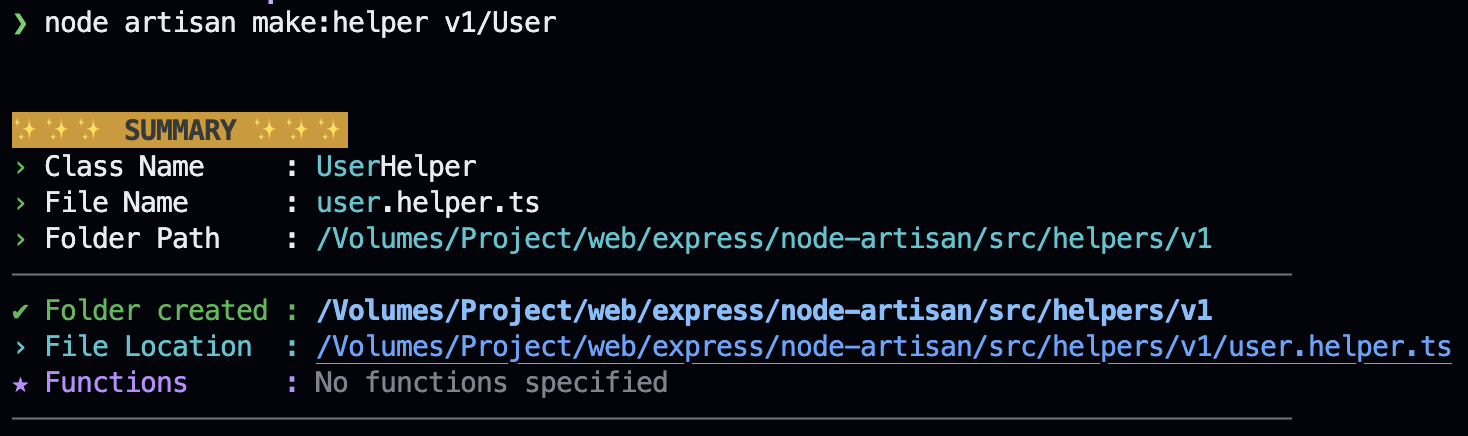 ❯ node artisan make:helper v1/User
✨✨✨ SUMMARY ✨✨✨
› Class Name : UserHelper
› File Name : user.helper.ts
› Folder Path : /Volumes/Project/web/express/node-artisan/src/helpers/v1
✔ Folder created : /Volumes/Project/web/express/node-artisan/src/helpers/v1
› File Location : /Volumes/Project/web/express/node-artisan/src/helpers/v1/user.helper.ts
★ Functions : No functions specified